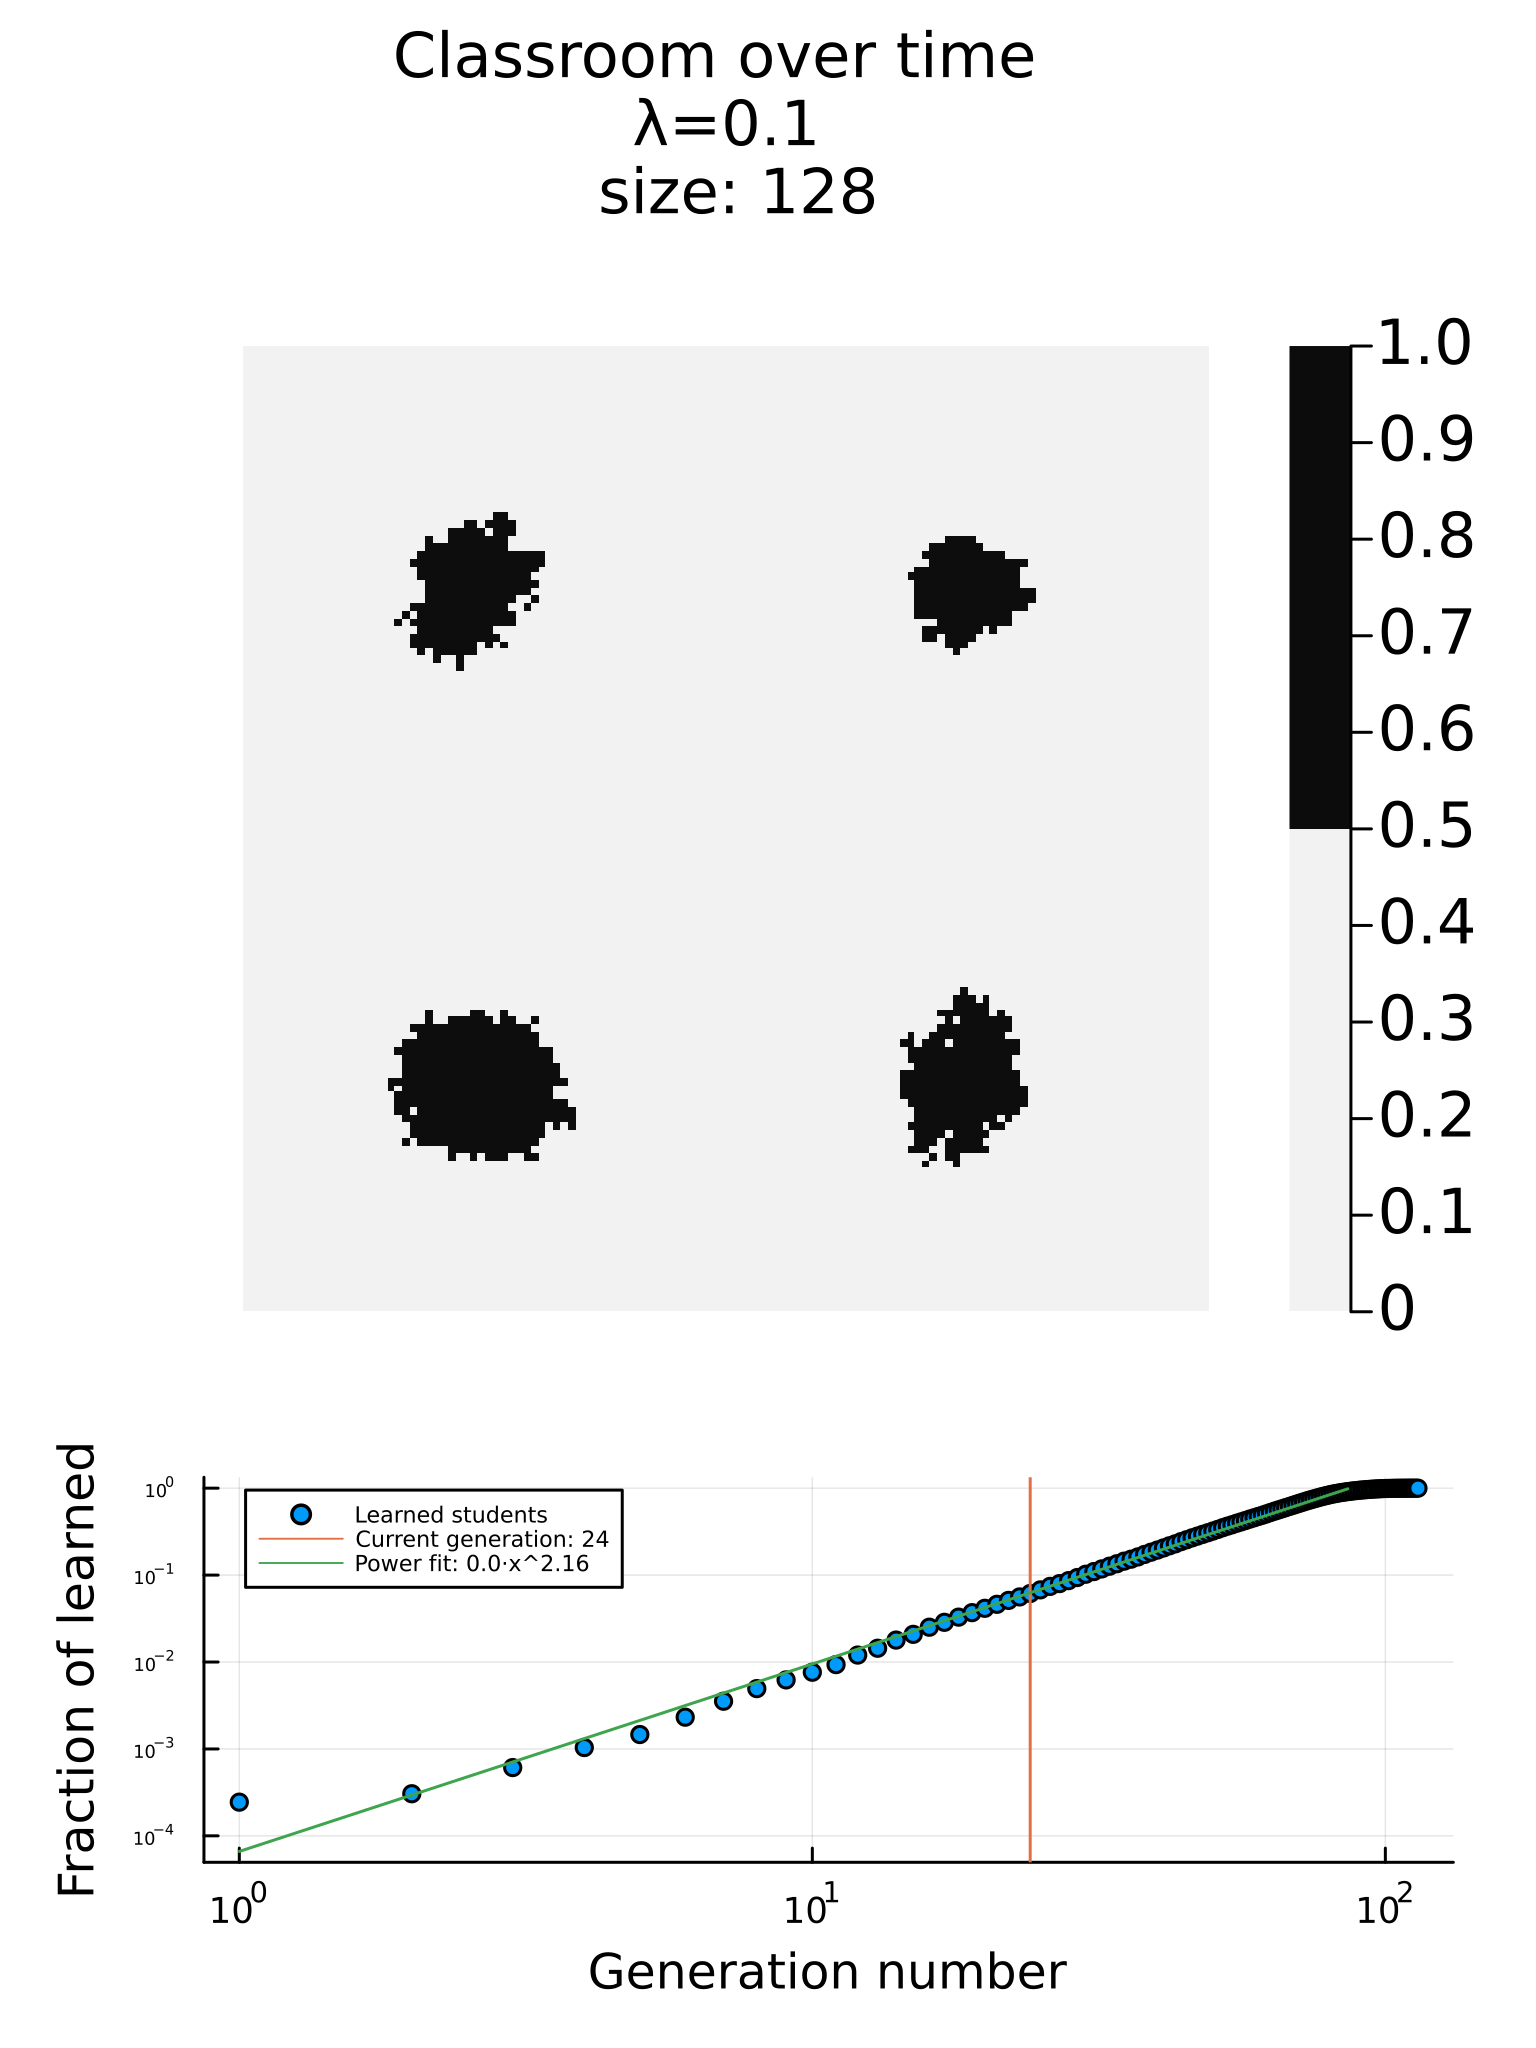 Classroom over time
λ=0.1
size: 128
1.0
0.9
0.8
0.7
0.6
0.5
0.4
0.3
0.2
0.1
0
Fraction of learned
10^0
10^-1
10^-2
10^-3
10^-4
Learned students
Current generation: 24
Power fit: 0.0·x^2.16
10^0 10^1 10^2
Generation number